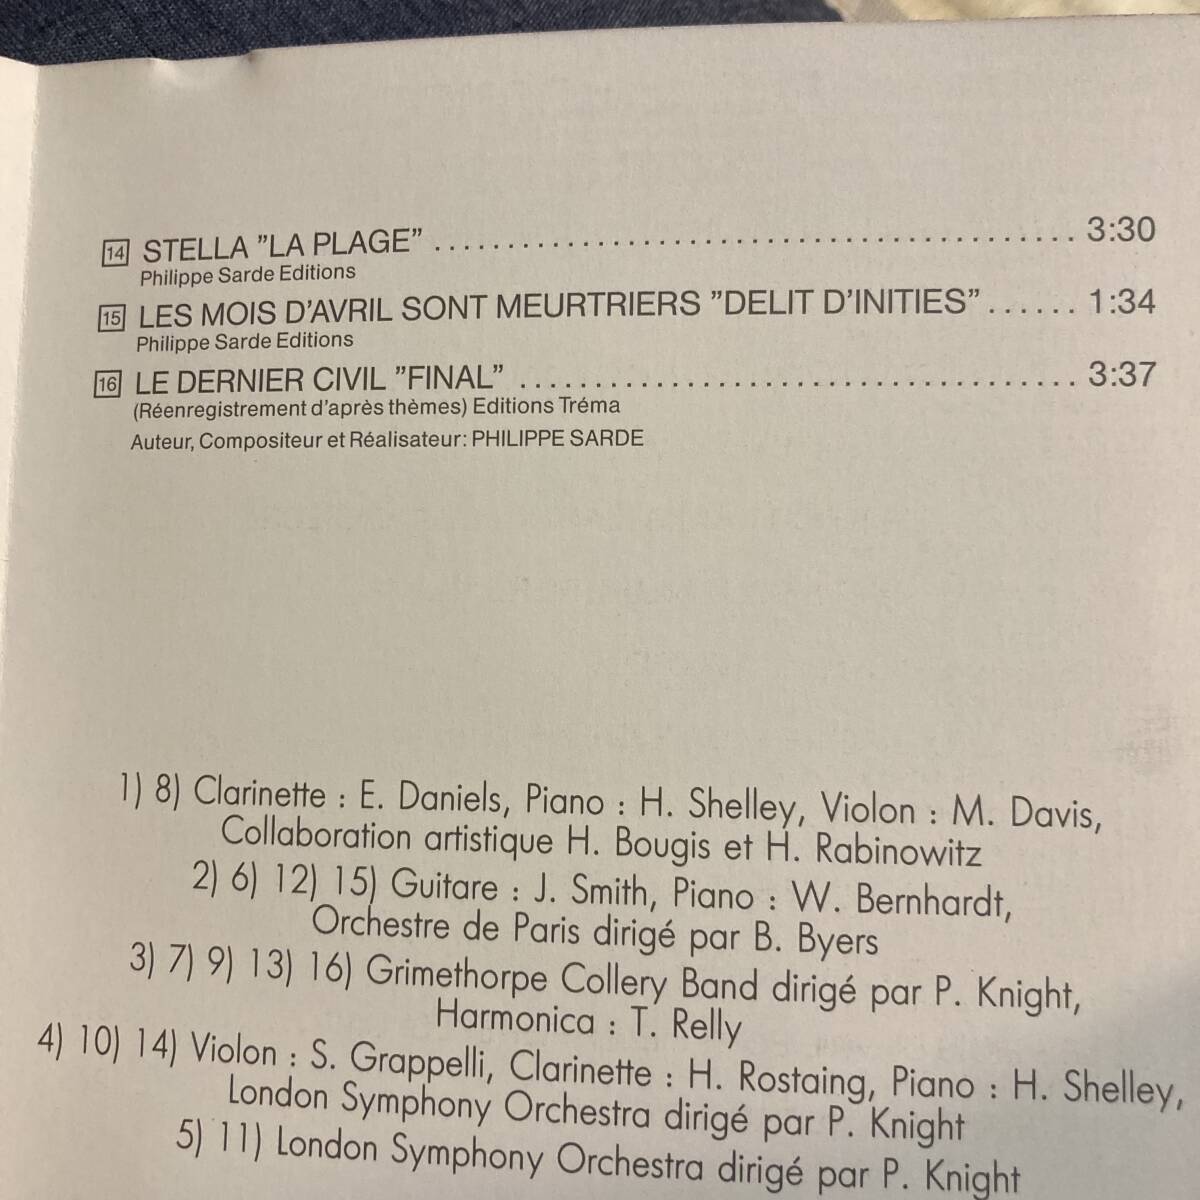 14 STELLA ”LA PLAGE” ............................................ 3:30
Philippe Sarde Editions
15 LES MOIS D'AVRIL SONT MEURTRIERS ”DELIT D'INITIES” ...... 1:34
Philippe Sarde Editions
16 LE DERNIER CIVIL ”FINAL” ...................................... 3:37
(Réenregistrement d'après thèmes) Editions Tréma
Auteur, Compositeur et Réalisateur: PHILIPPE SARDE
1) 8) Clarinette : E. Daniels, Piano : H. Shelley, Violon : M. Davis,
Collaboration artistique H. Bougis et H. Rabinowitz
2) 6) 12) 15) Guitare : J. Smith, Piano : W. Bernhardt,
Orchestre de Paris dirigé par B. Byers
3) 7) 9) 13) 16) Grimethorpe Collery Band dirigé par P. Knight,
Harmonica : T. Relly
4) 10) 14) Violon : S. Grappelli, Clarinette : H. Rostaing, Piano : H. Shelley,
London Symphony Orchestra dirigé par P. Knight
5) 11) London Symphony Orchestra dirigé par P. Knight